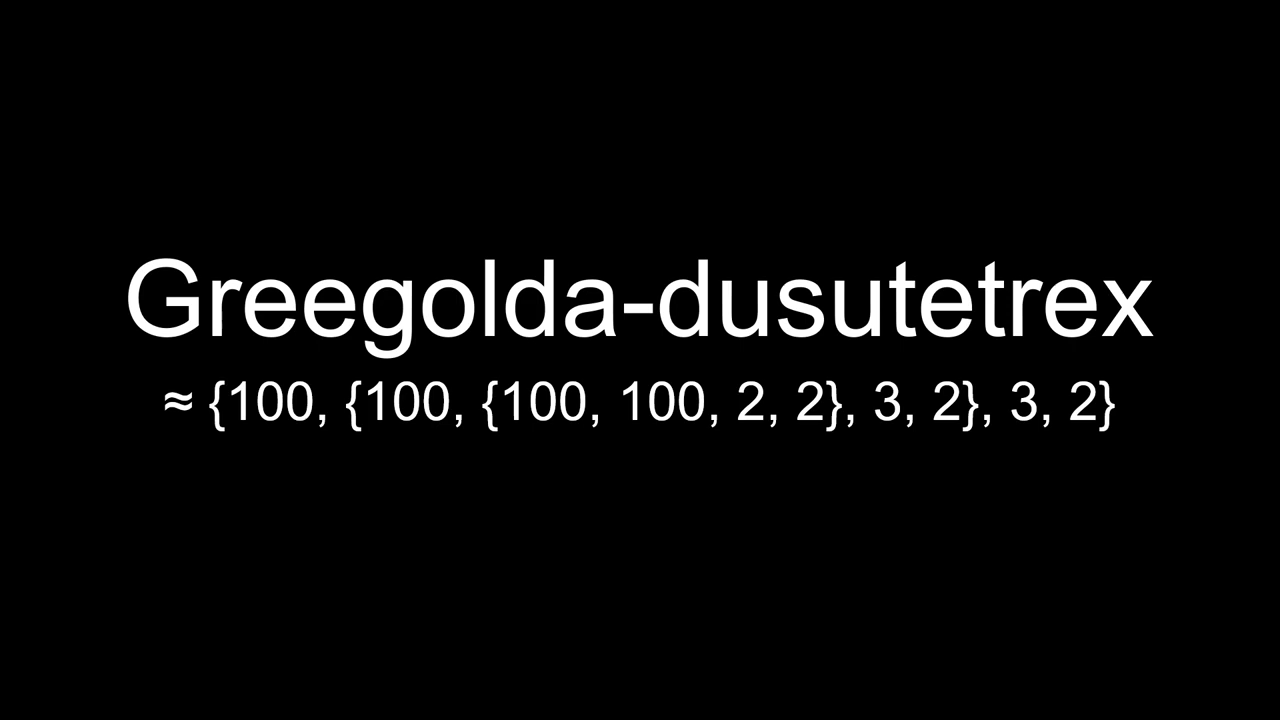 Greegolda-dusutetrex
≈ {100, {100, {100, 100, 2, 2}, 3, 2}, 3, 2}